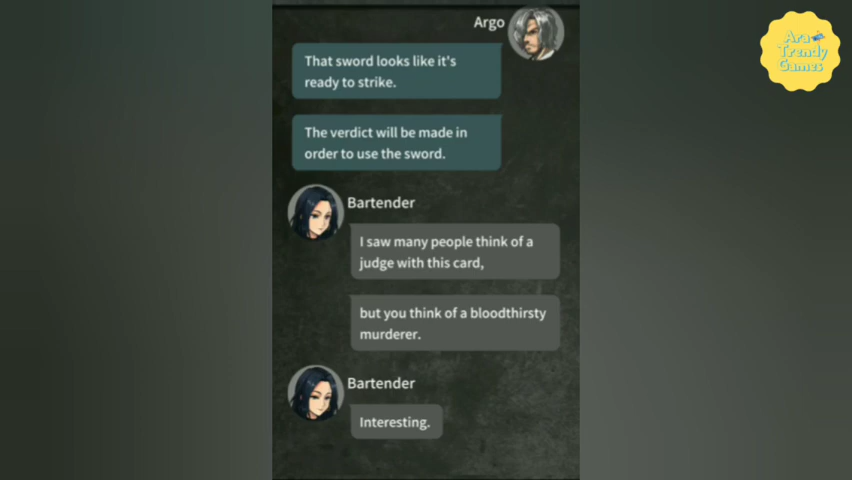 Argo
That sword looks like it's
ready to strike.
The verdict will be made in
order to use the sword.
Bartender
I saw many people think of a
judge with this card,
but you think of a bloodthirsty
murderer.
Bartender
Interesting.
Ara
Trendy
Games